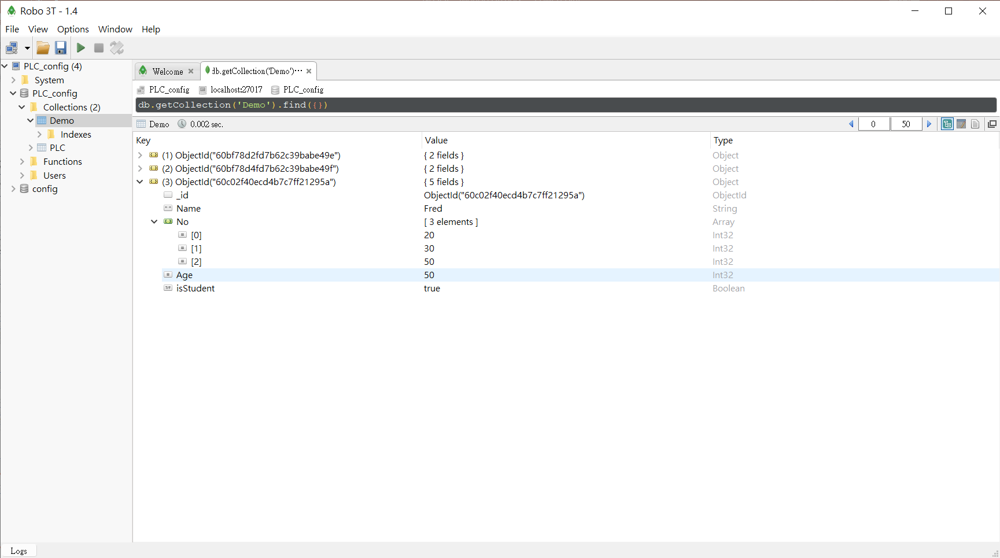 Robo 3T - 1.4
File View Options Window Help
PLC_config (4)
System
PLC_config
Collections (2)
Demo
Indexes
PLC
Functions
Users
config
Welcome
db.getCollection('Demo')···
PLC_config localhost:27017 PLC_config
db.getCollection('Demo').find({})
Demo 0.002 sec.
0 50
Key Value Type
(1) ObjectId("60bf78d2fd7b62c39babe49e") { 2 fields } Object
(2) ObjectId("60bf78d4fd7b62c39babe49f") { 2 fields } Object
(3) ObjectId("60c02f40ecd4b7c7ff21295a") { 5 fields } Object
_id ObjectId("60c02f40ecd4b7c7ff21295a") ObjectId
Name Fred String
No [ 3 elements ] Array
[0] 20 Int32
[1] 30 Int32
[2] 50 Int32
Age 50 Int32
isStudent true Boolean
Logs